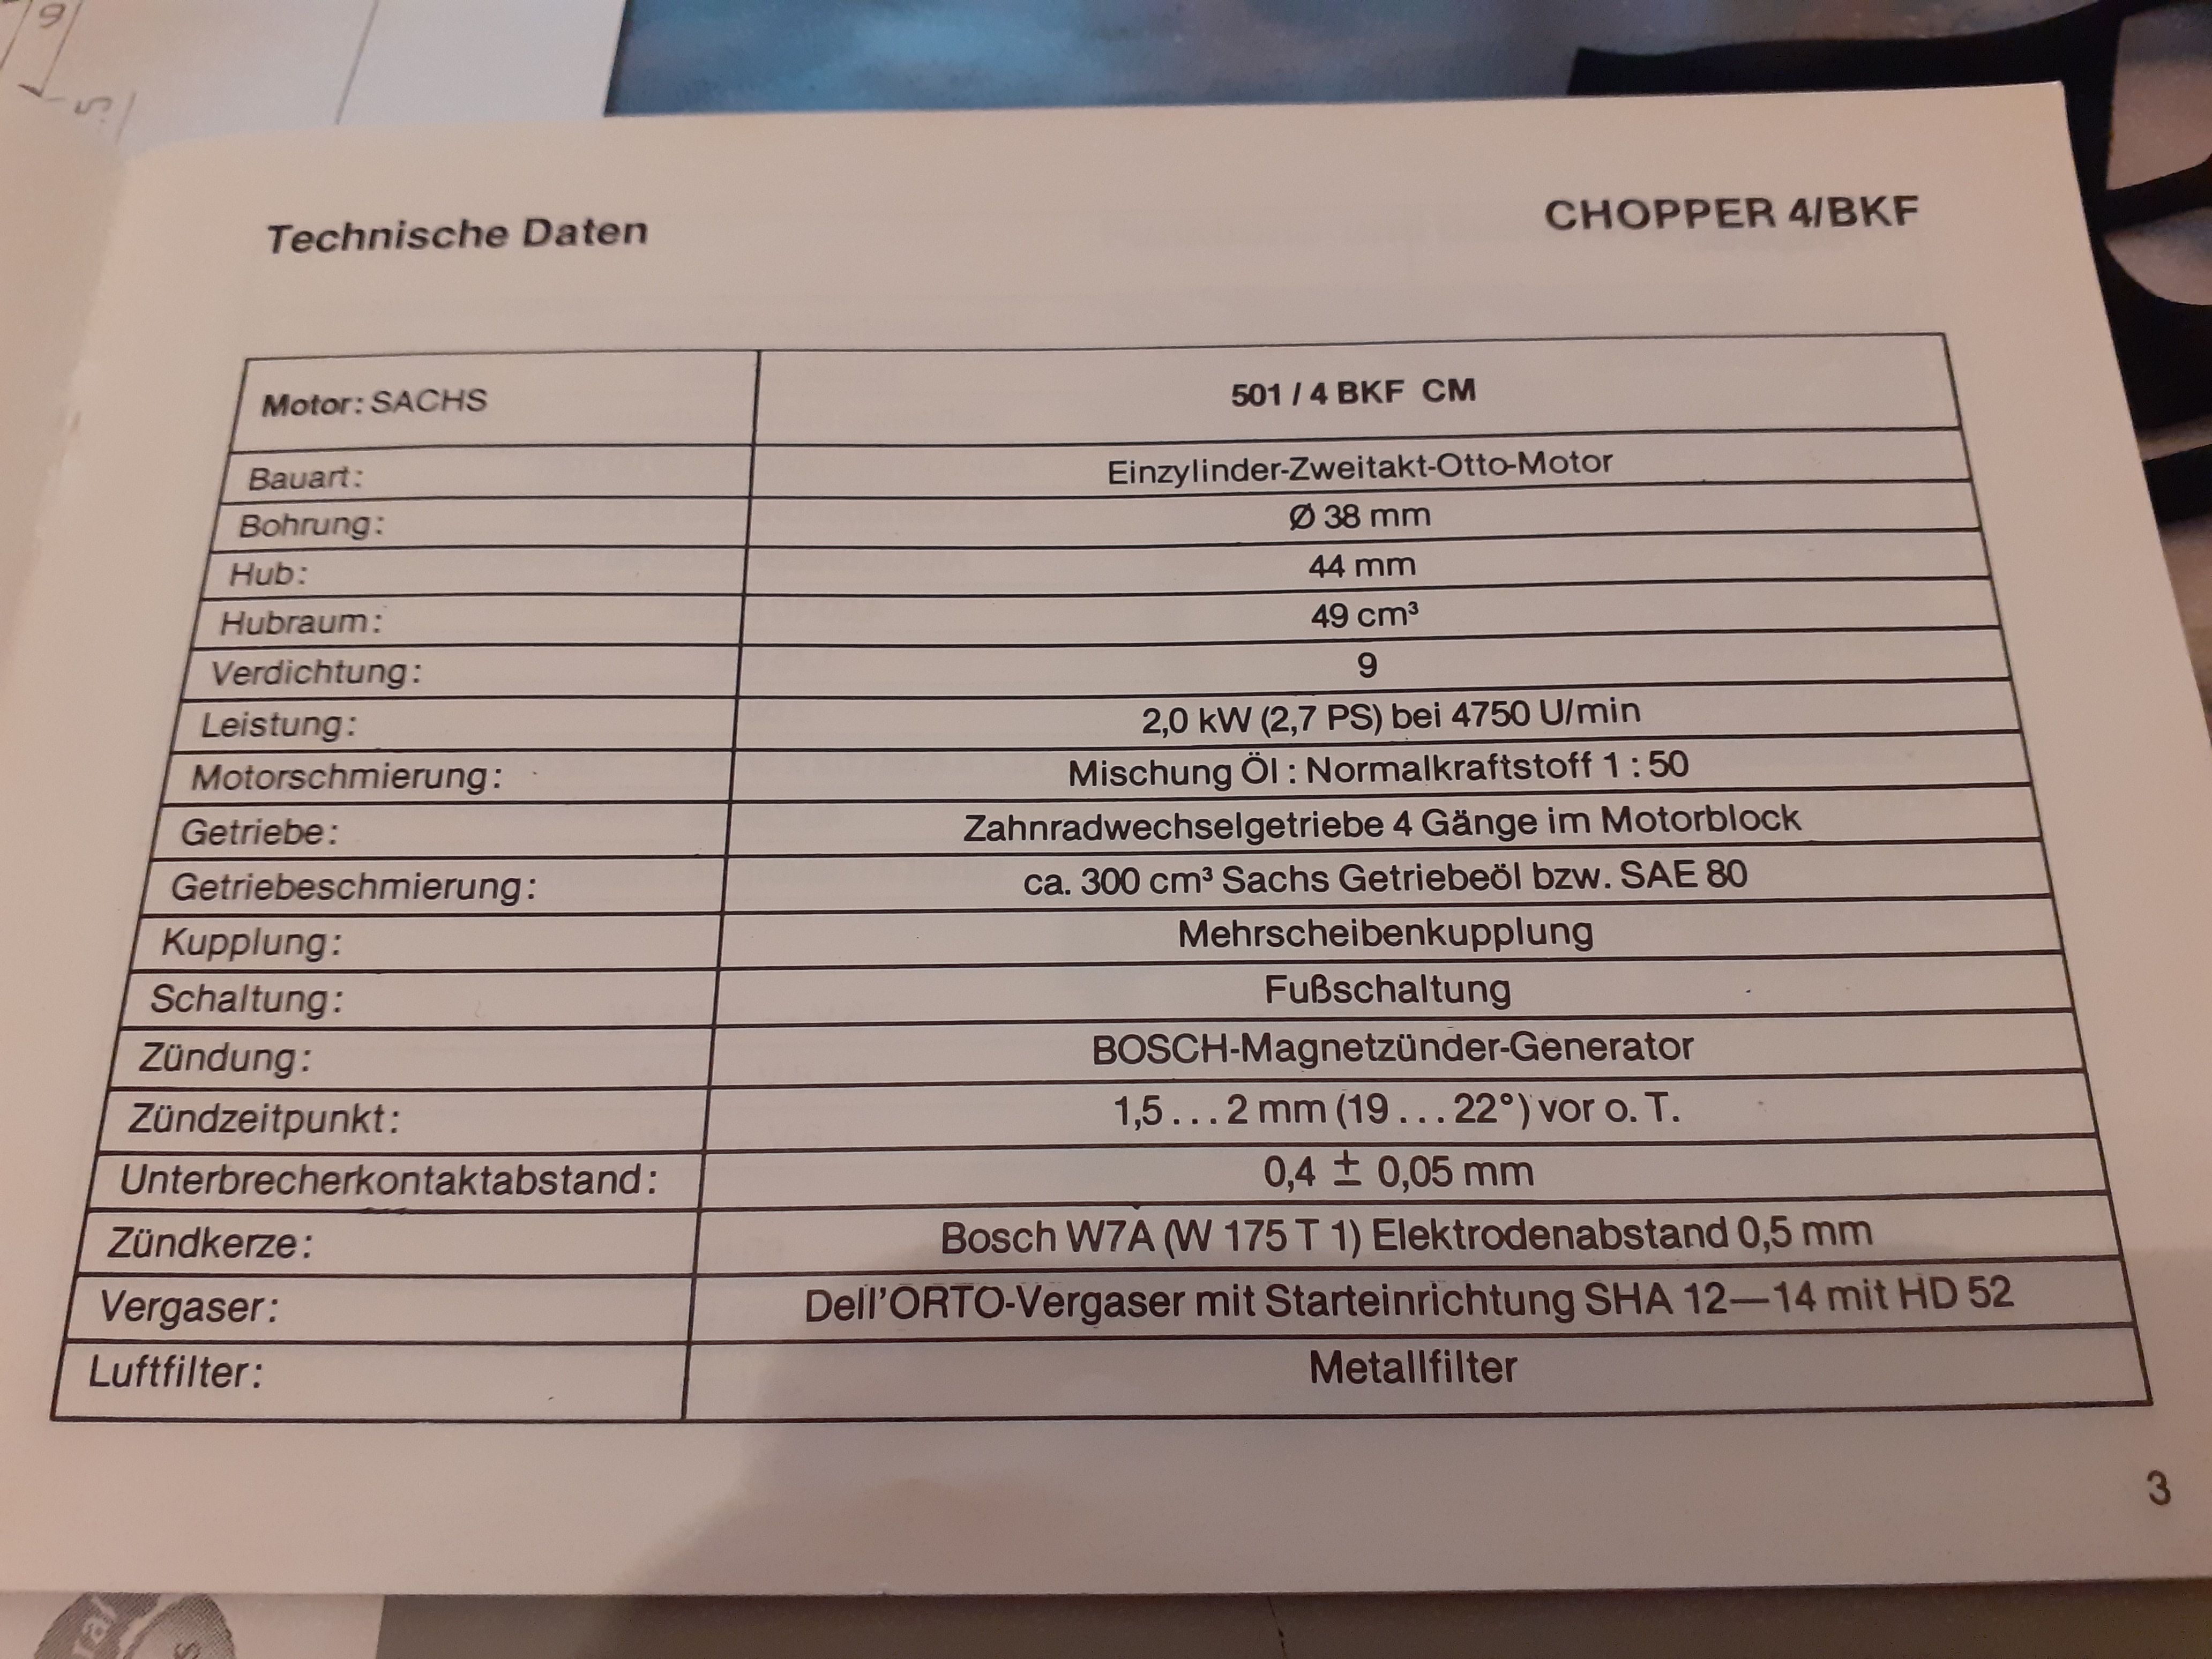 9
5?
Technische Daten
CHOPPER 4/BKF
Motor: SACHS 501 / 4 BKF CM
Bauart: Einzylinder-Zweitakt-Otto-Motor
Bohrung: Ø 38 mm
Hub: 44 mm
Hubraum: 49 cm³
Verdichtung: 9
Leistung: 2,0 kW (2,7 PS) bei 4750 U/min
Motorschmierung: Mischung Öl : Normalkraftstoff 1 : 50
Getriebe: Zahnradwechselgetriebe 4 Gänge im Motorblock
Getriebeschmierung: ca. 300 cm³ Sachs Getriebeöl bzw. SAE 80
Kupplung: Mehrscheibenkupplung
Schaltung: Fußschaltung
Zündung: BOSCH-Magnetzünder-Generator
Zündzeitpunkt: 1,5...2 mm (19...22°) vor o. T.
Unterbrecherkontaktabstand: 0,4 ± 0,05 mm
Zündkerze: Bosch W7A (W 175 T 1) Elektrodenabstand 0,5 mm
Vergaser: Dell'ORTO-Vergaser mit Starteinrichtung SHA 12—14 mit HD 52
Luftfilter: Metallfilter
3